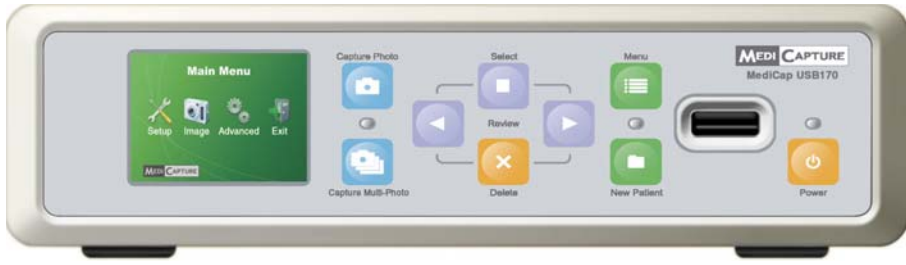 Main Menu
Setup Image Advanced Exit
MEDI CAPTURE
Capture Photo
Capture Multi-Photo
Select
Review
Delete
Menu
New Patient
MEDI CAPTURE
MediCap USB170
Power